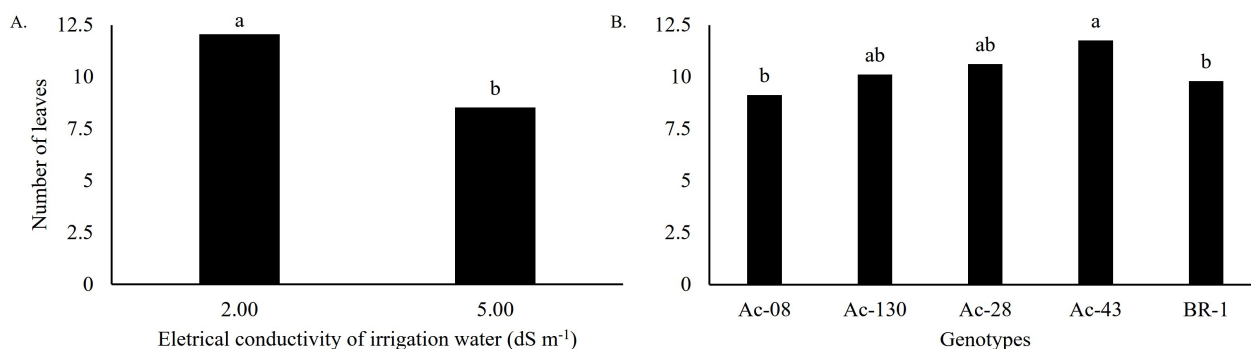 A.
Number of leaves
12.5
10
7.5
5
2.5
0
a
b
2.00 5.00
Eletrical conductivity of irrigation water (dS m⁻¹)
B.
12.5
10
7.5
5
2.5
0
b ab ab a b
Ac-08 Ac-130 Ac-28 Ac-43 BR-1
Genotypes